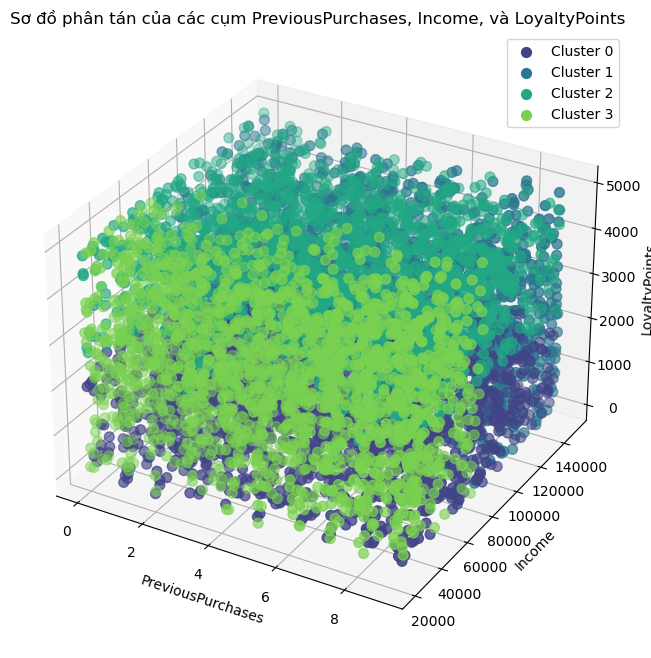 Sơ đồ phân tán của các cụm PreviousPurchases, Income, và LoyaltyPoints
Cluster 0
Cluster 1
Cluster 2
Cluster 3
5000
4000
3000
2000
1000
0
LoyaltyPoints
140000
120000
100000
80000
60000
40000
20000
Income
0
2
4
6
8
PreviousPurchases